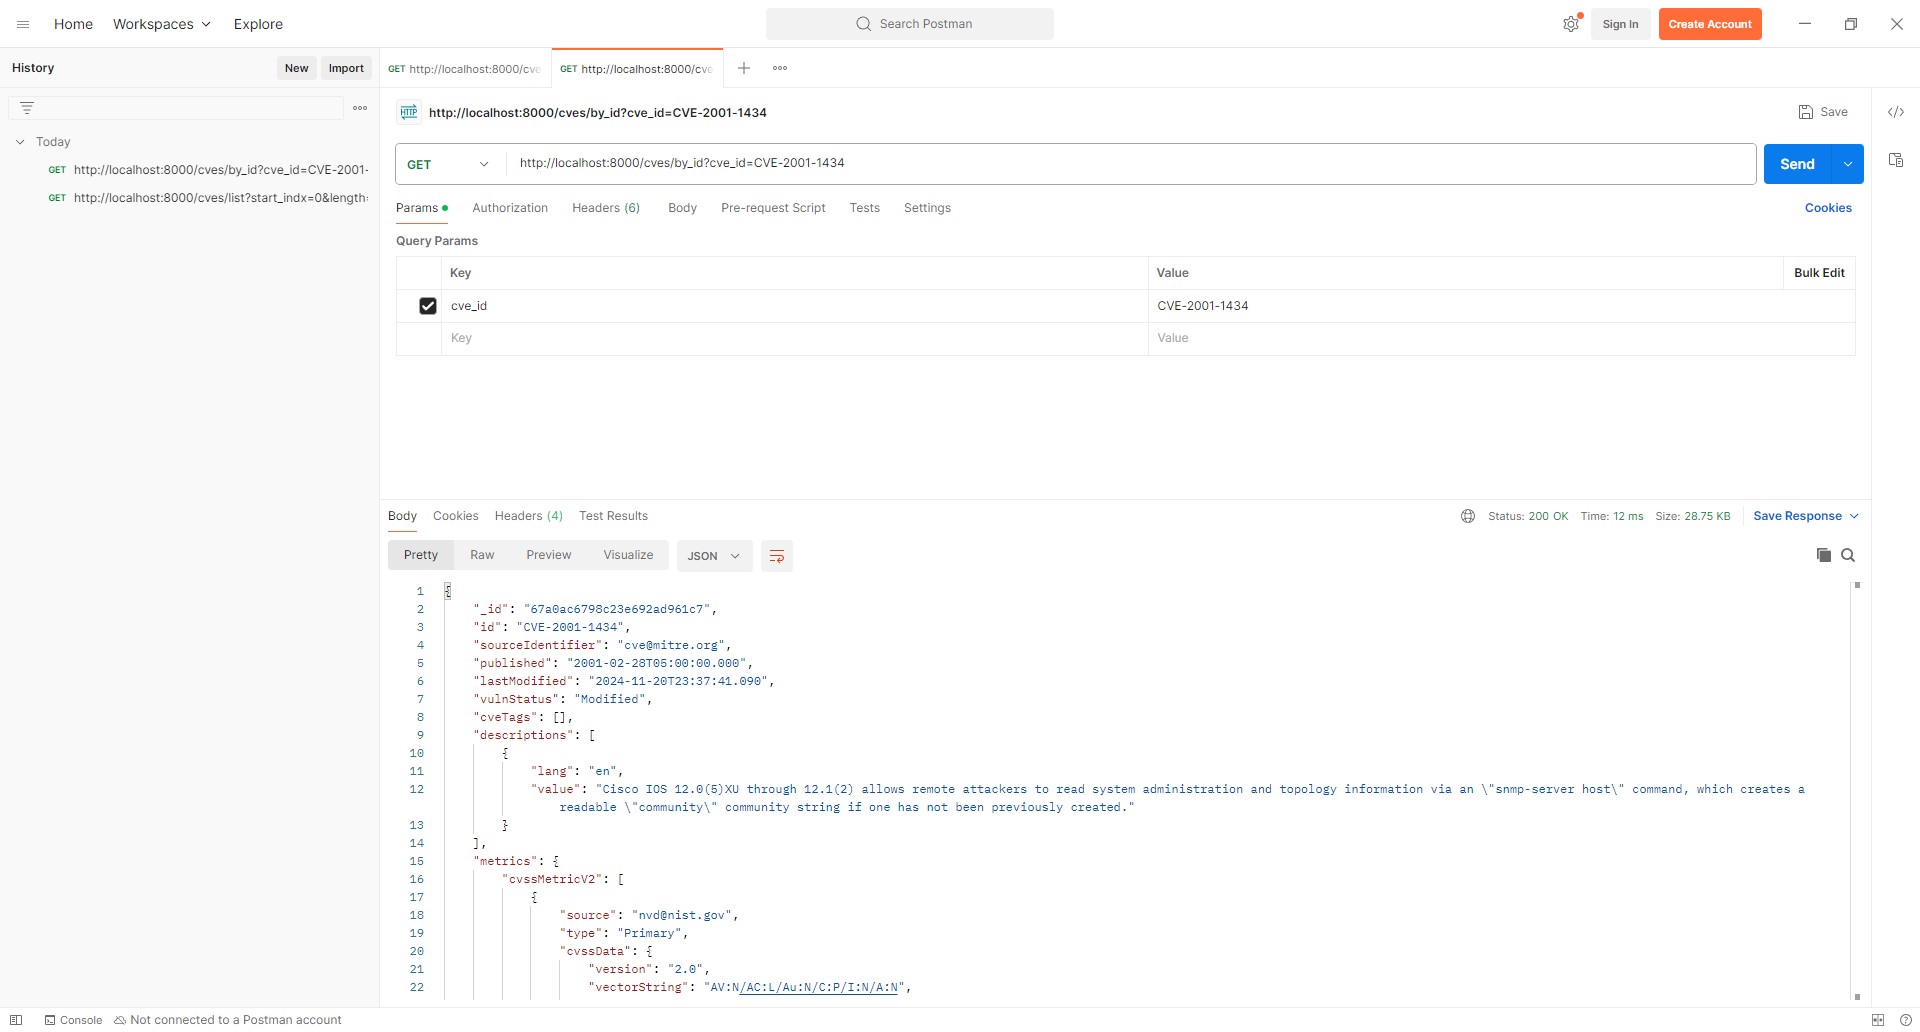 Home Workspaces Explore Search Postman Sign In Create Account
History New Import
GET http://localhost:8000/cve GET http://localhost:8000/cve
Today
GET http://localhost:8000/cves/by_id?cve_id=CVE-2001-
GET http://localhost:8000/cves/list?start_indx=0&length=
HTTP http://localhost:8000/cves/by_id?cve_id=CVE-2001-1434 Save
GET http://localhost:8000/cves/by_id?cve_id=CVE-2001-1434 Send
Params Authorization Headers (6) Body Pre-request Script Tests Settings Cookies
Query Params
Key Value Bulk Edit
cve_id CVE-2001-1434
Key Value
Body Cookies Headers (4) Test Results Status: 200 OK Time: 12 ms Size: 28.75 KB Save Response
Pretty Raw Preview Visualize JSON
1 {
2 "_id": "67a0ac6798c23e692ad961c7",
3 "id": "CVE-2001-1434",
4 "sourceIdentifier": "cve@mitre.org",
5 "published": "2001-02-28T05:00:00.000",
6 "lastModified": "2024-11-20T23:37:41.090",
7 "vulnStatus": "Modified",
8 "cveTags": [],
9 "descriptions": [
10 {
11 "lang": "en",
12 "value": "Cisco IOS 12.0(5)XU through 12.1(2) allows remote attackers to read system administration and topology information via an \"snmp-server host\" command, which creates a
readable \"community\" community string if one has not been previously created."
13 }
14 ],
15 "metrics": {
16 "cvssMetricV2": [
17 {
18 "source": "nvd@nist.gov",
19 "type": "Primary",
20 "cvssData": {
21 "version": "2.0",
22 "vectorString": "AV:N/AC:L/Au:N/C:P/I:N/A:N",
Console Not connected to a Postman account